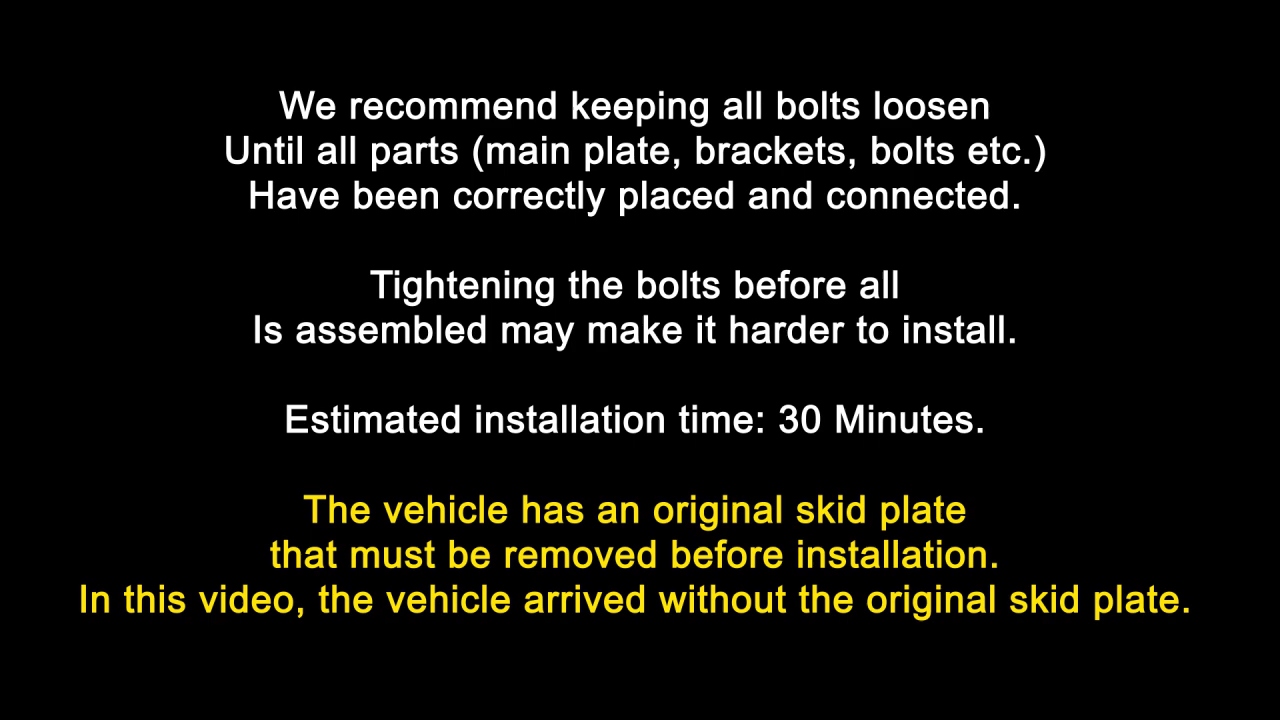 We recommend keeping all bolts loosen
Until all parts (main plate, brackets, bolts etc.)
Have been correctly placed and connected.
Tightening the bolts before all
Is assembled may make it harder to install.
Estimated installation time: 30 Minutes.
The vehicle has an original skid plate
that must be removed before installation.
In this video, the vehicle arrived without the original skid plate.